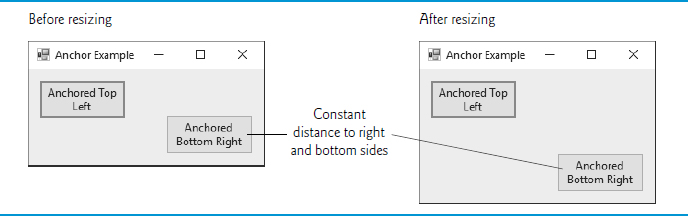 Before resizing
After resizing
Anchor Example
Anchored Top
Left
Anchored
Bottom Right
Constant
distance to right
and bottom sides
Anchor Example
Anchored Top
Left
Anchored
Bottom Right